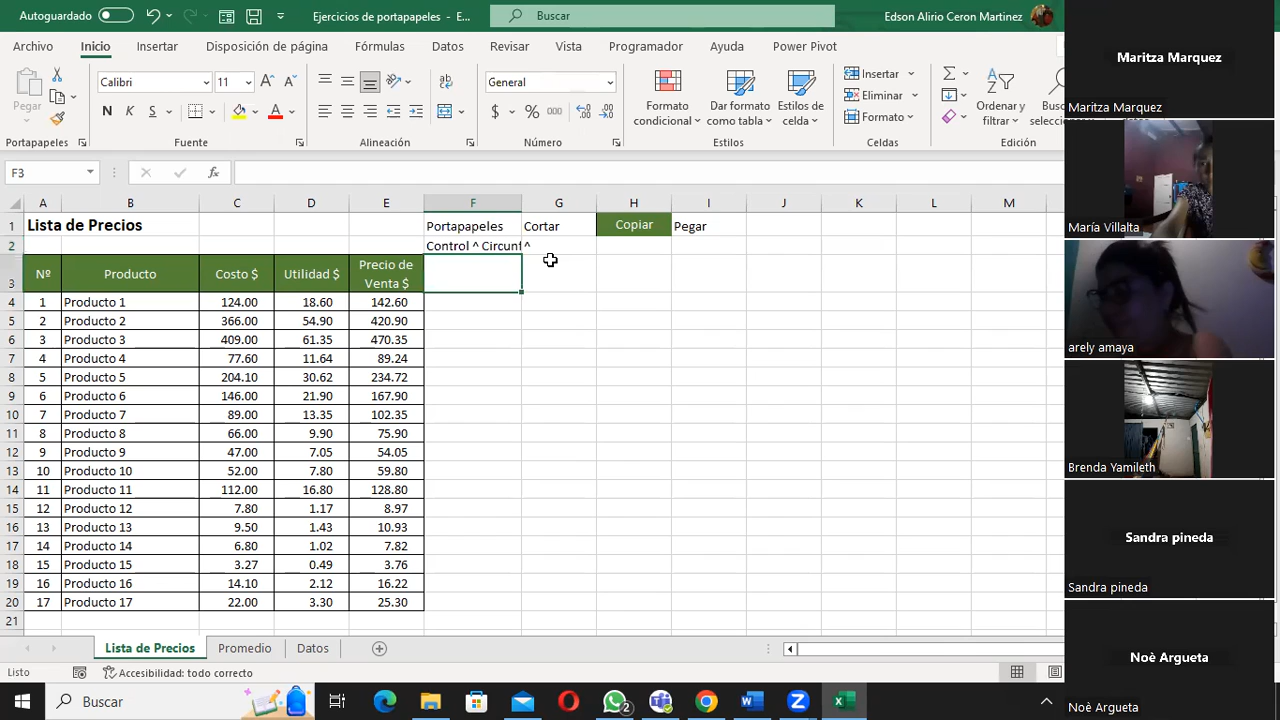 Autoguardado
Ejercicios de portapapeles - E...
Buscar
Edson Alirio Ceron Martinez
Archivo Inicio Insertar Disposición de página Fórmulas Datos Revisar Vista Programador Ayuda Power Pivot
Pegar
Calibri 11
N K S
General
$ % 000
Formato condicional
Dar formato como tabla
Estilos de celda
Insertar
Eliminar
Formato
Ordenar y filtrar
Portapapeles Fuente Alineación Número Estilos Celdas Edición
F3
fx
A B C D E F G H I J K L M
1 Lista de Precios Portapapeles Cortar Copiar Pegar
2 Control ^ Circunf ^
3 Nº Producto Costo $ Utilidad $ Precio de Venta $
4 1 Producto 1 124.00 18.60 142.60
5 2 Producto 2 366.00 54.90 420.90
6 3 Producto 3 409.00 61.35 470.35
7 4 Producto 4 77.60 11.64 89.24
8 5 Producto 5 204.10 30.62 234.72
9 6 Producto 6 146.00 21.90 167.90
10 7 Producto 7 89.00 13.35 102.35
11 8 Producto 8 66.00 9.90 75.90
12 9 Producto 9 47.00 7.05 54.05
13 10 Producto 10 52.00 7.80 59.80
14 11 Producto 11 112.00 16.80 128.80
15 12 Producto 12 7.80 1.17 8.97
16 13 Producto 13 9.50 1.43 10.93
17 14 Producto 14 6.80 1.02 7.82
18 15 Producto 15 3.27 0.49 3.76
19 16 Producto 16 14.10 2.12 16.22
20 17 Producto 17 22.00 3.30 25.30
21
Lista de Precios Promedio Datos
Listo Accesibilidad: todo correcto
Buscar
2
Maritza Marquez
Maritza Marquez
María Villalta
arely amaya
Brenda Yamileth
Sandra pineda
Sandra pineda
Noè Argueta
Noè Argueta